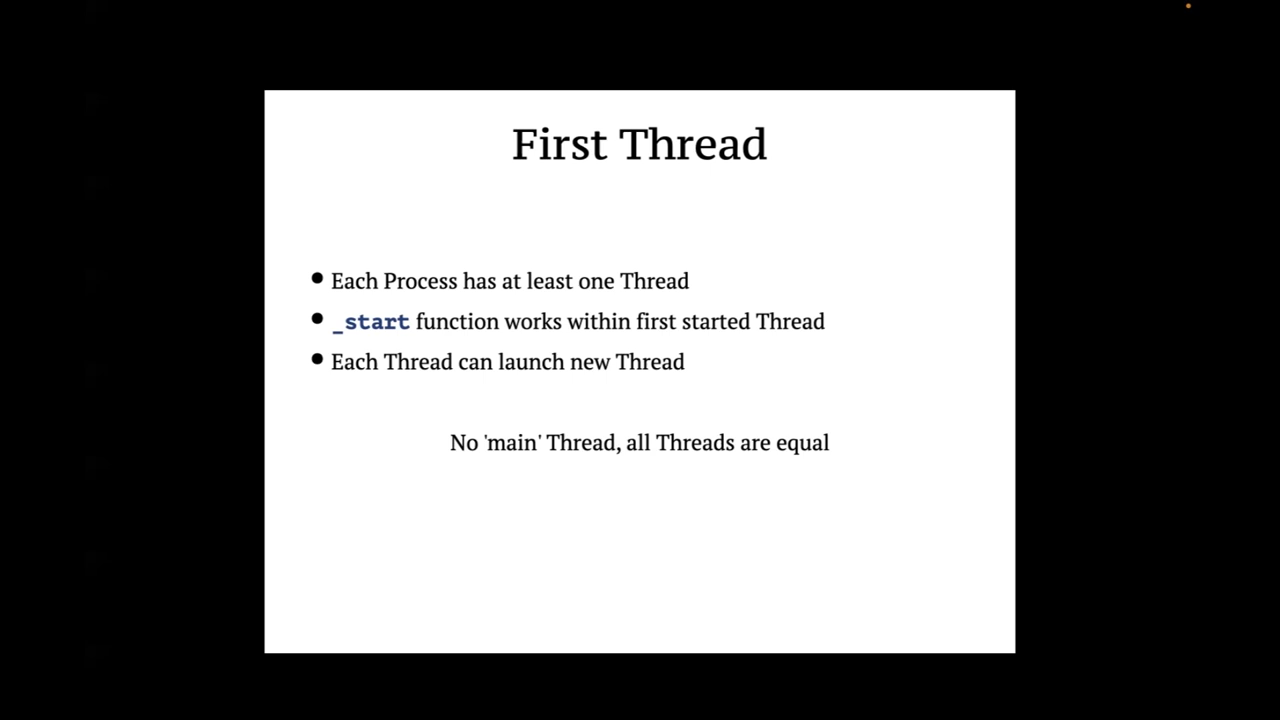 First Thread
• Each Process has at least one Thread
• _start function works within first started Thread
• Each Thread can launch new Thread
No 'main' Thread, all Threads are equal